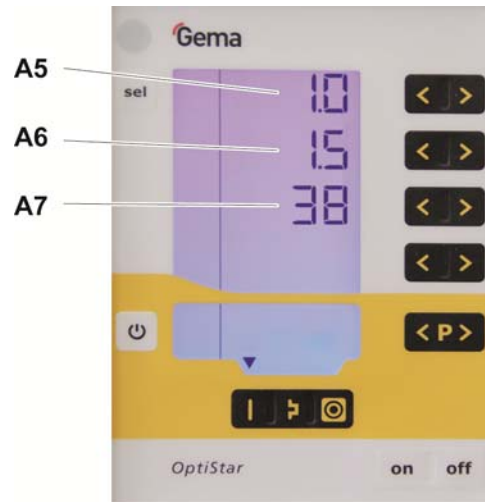 Gema
A5
1.0
sel
< >
A6
1.5
< >
A7
38
< >
< >
< P >
OptiStar
on off